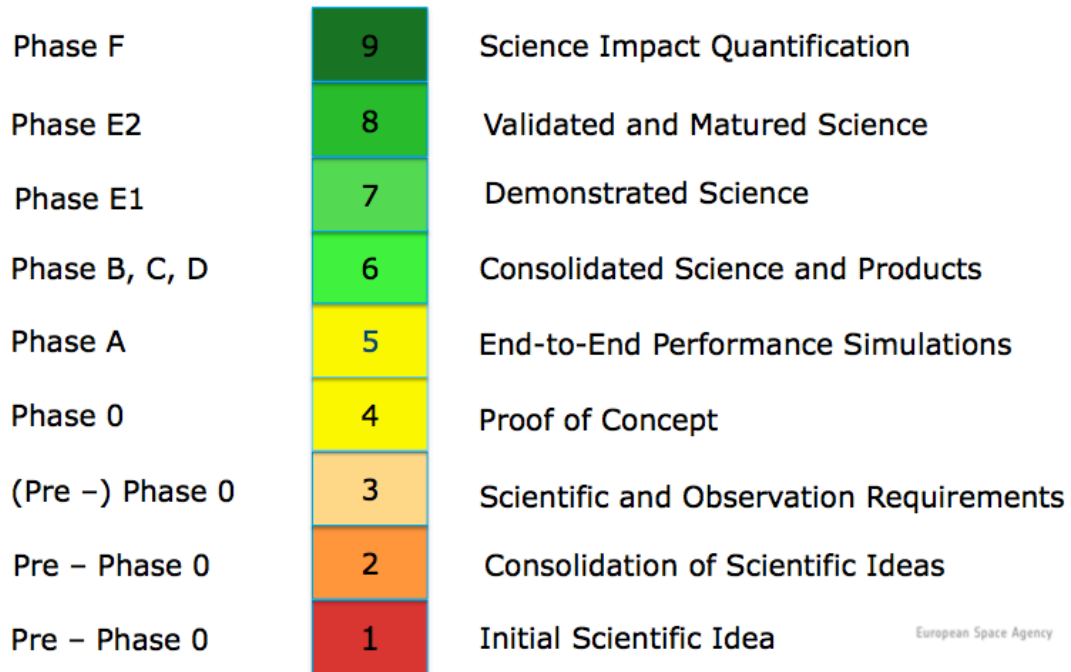 Phase F 9 Science Impact Quantification
Phase E2 8 Validated and Matured Science
Phase E1 7 Demonstrated Science
Phase B, C, D 6 Consolidated Science and Products
Phase A 5 End-to-End Performance Simulations
Phase 0 4 Proof of Concept
(Pre –) Phase 0 3 Scientific and Observation Requirements
Pre – Phase 0 2 Consolidation of Scientific Ideas
Pre – Phase 0 1 Initial Scientific Idea
European Space Agency